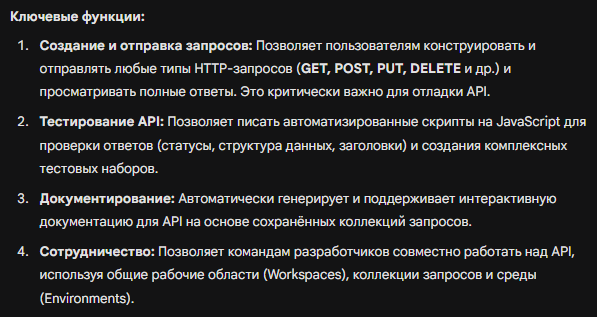 Ключевые функции:
1. Создание и отправка запросов: Позволяет пользователям конструировать и
отправлять любые типы HTTP-запросов (GET, POST, PUT, DELETE и др.) и
просматривать полные ответы. Это критически важно для отладки API.
2. Тестирование API: Позволяет писать автоматизированные скрипты на JavaScript для
проверки ответов (статусы, структура данных, заголовки) и создания комплексных
тестовых наборов.
3. Документирование: Автоматически генерирует и поддерживает интерактивную
документацию для API на основе сохранённых коллекций запросов.
4. Сотрудничество: Позволяет командам разработчиков совместно работать над API,
используя общие рабочие области (Workspaces), коллекции запросов и среды
(Environments).